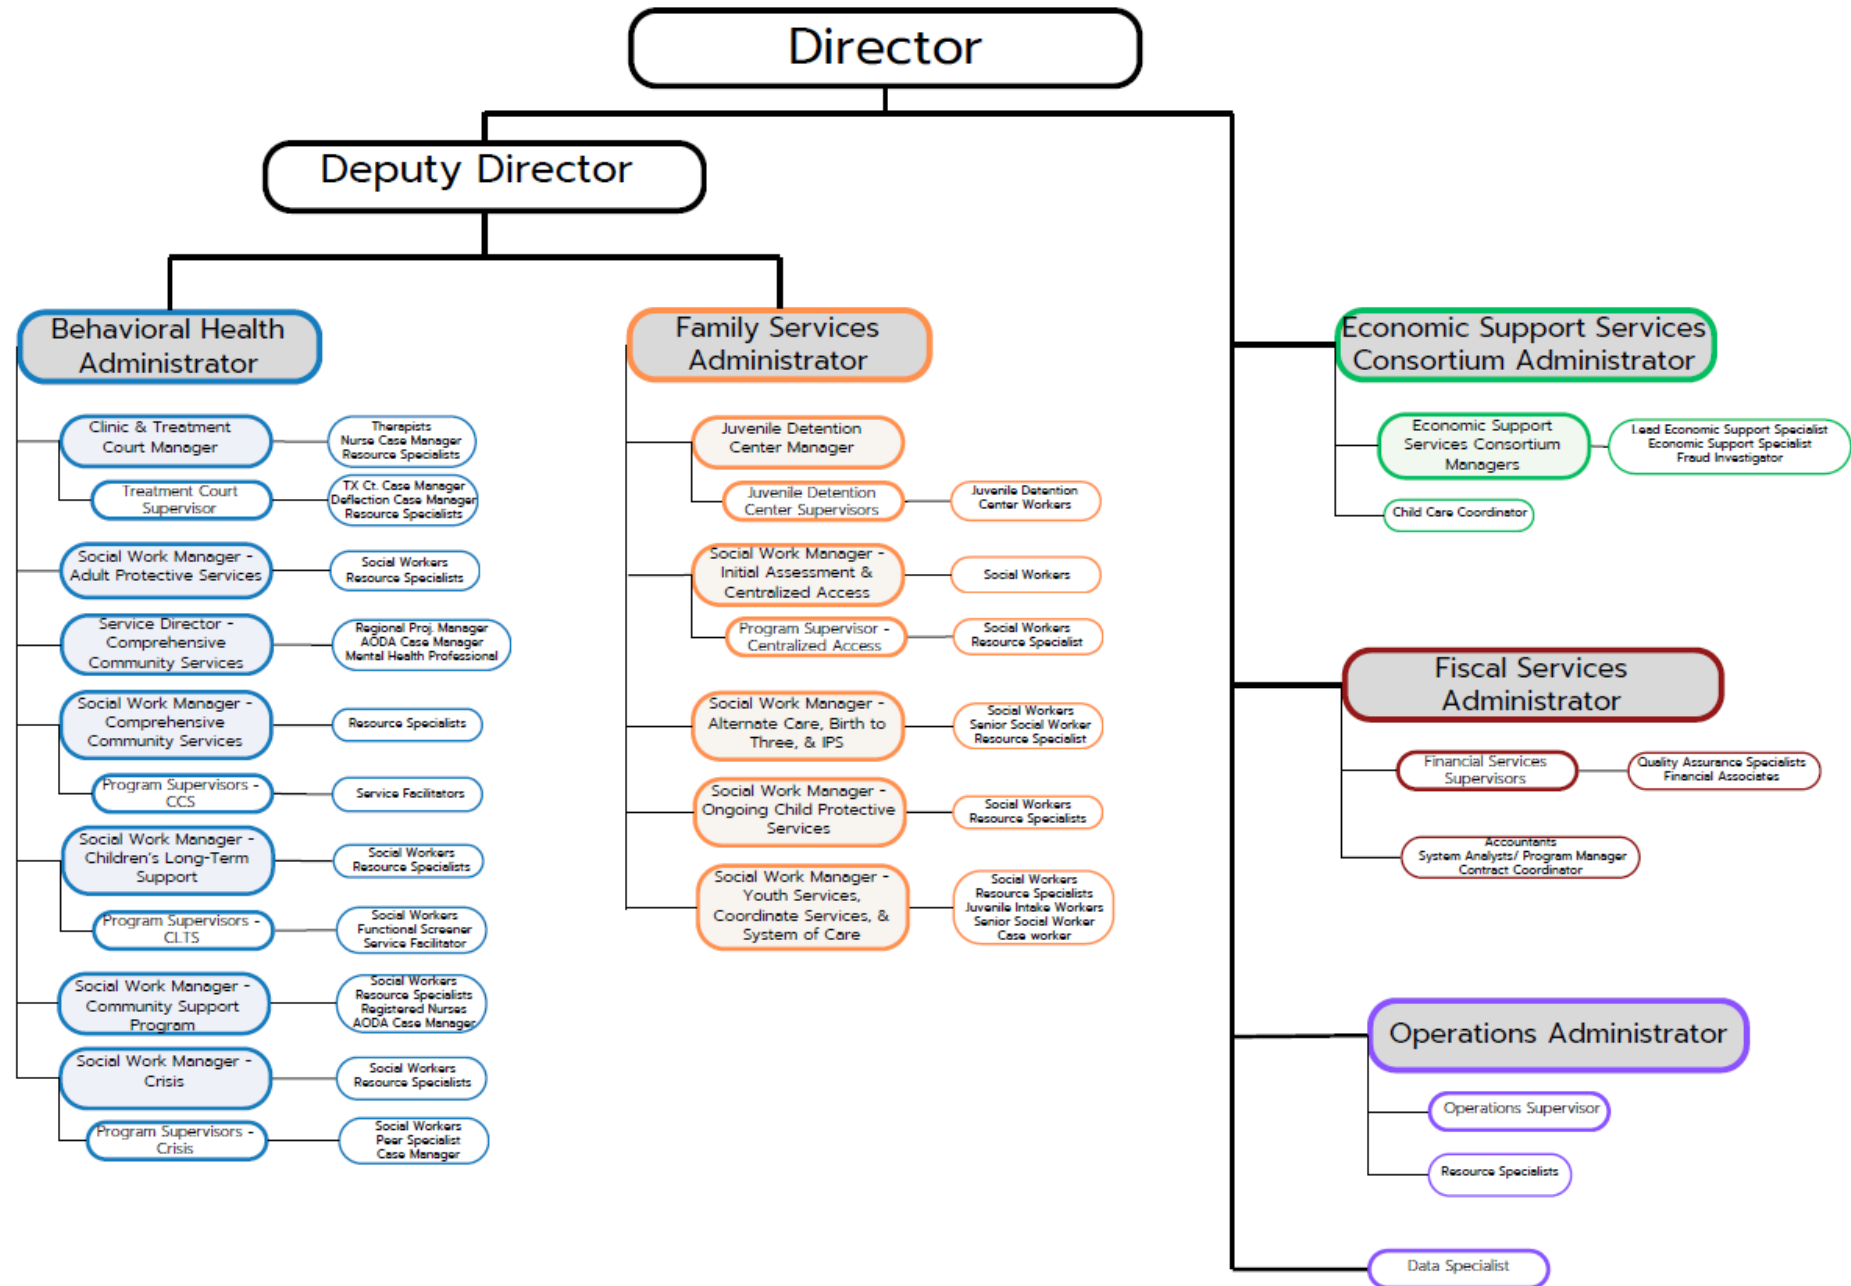 Director
Deputy Director
Behavioral Health
Administrator
Clinic & Treatment
Court Manager
Therapists
Nurse Case Manager
Resource Specialists
Treatment Court
Supervisor
TX Ct. Case Manager
Deflection Case Manager
Resource Specialists
Social Work Manager -
Adult Protective Services
Social Workers
Resource Specialists
Service Director -
Comprehensive
Community Services
Regional Proj. Manager
AODA Case Manager
Mental Health Professional
Social Work Manager -
Comprehensive
Community Services
Resource Specialists
Program Supervisors -
CCS
Service Facilitators
Social Work Manager -
Children's Long-Term
Support
Social Workers
Resource Specialists
Program Supervisors -
CLTS
Social Workers
Functional Screener
Service Facilitator
Social Work Manager -
Community Support
Program
Social Workers
Resource Specialists
Registered Nurses
AODA Case Manager
Social Work Manager -
Crisis
Social Workers
Resource Specialists
Program Supervisors -
Crisis
Social Workers
Peer Specialist
Case Manager
Family Services
Administrator
Juvenile Detention
Center Manager
Juvenile Detention
Center Supervisors
Juvenile Detention
Center Workers
Social Work Manager -
Initial Assessment &
Centralized Access
Social Workers
Program Supervisor -
Centralized Access
Social Workers
Resource Specialist
Social Work Manager -
Alternate Care, Birth to
Three, & IPS
Social Workers
Senior Social Worker
Resource Specialist
Social Work Manager -
Ongoing Child Protective
Services
Social Workers
Resource Specialists
Social Work Manager -
Youth Services,
Coordinate Services, &
System of Care
Social Workers
Resource Specialists
Juvenile Intake Workers
Senior Social Worker
Case worker
Economic Support Services
Consortium Administrator
Economic Support
Services Consortium
Managers
Lead Economic Support Specialist
Economic Support Specialist
Fraud Investigator
Child Care Coordinator
Fiscal Services
Administrator
Financial Services
Supervisors
Quality Assurance Specialists
Financial Associates
Accountants
System Analysts/ Program Manager
Contract Coordinator
Operations Administrator
Operations Supervisor
Resource Specialists
Data Specialist